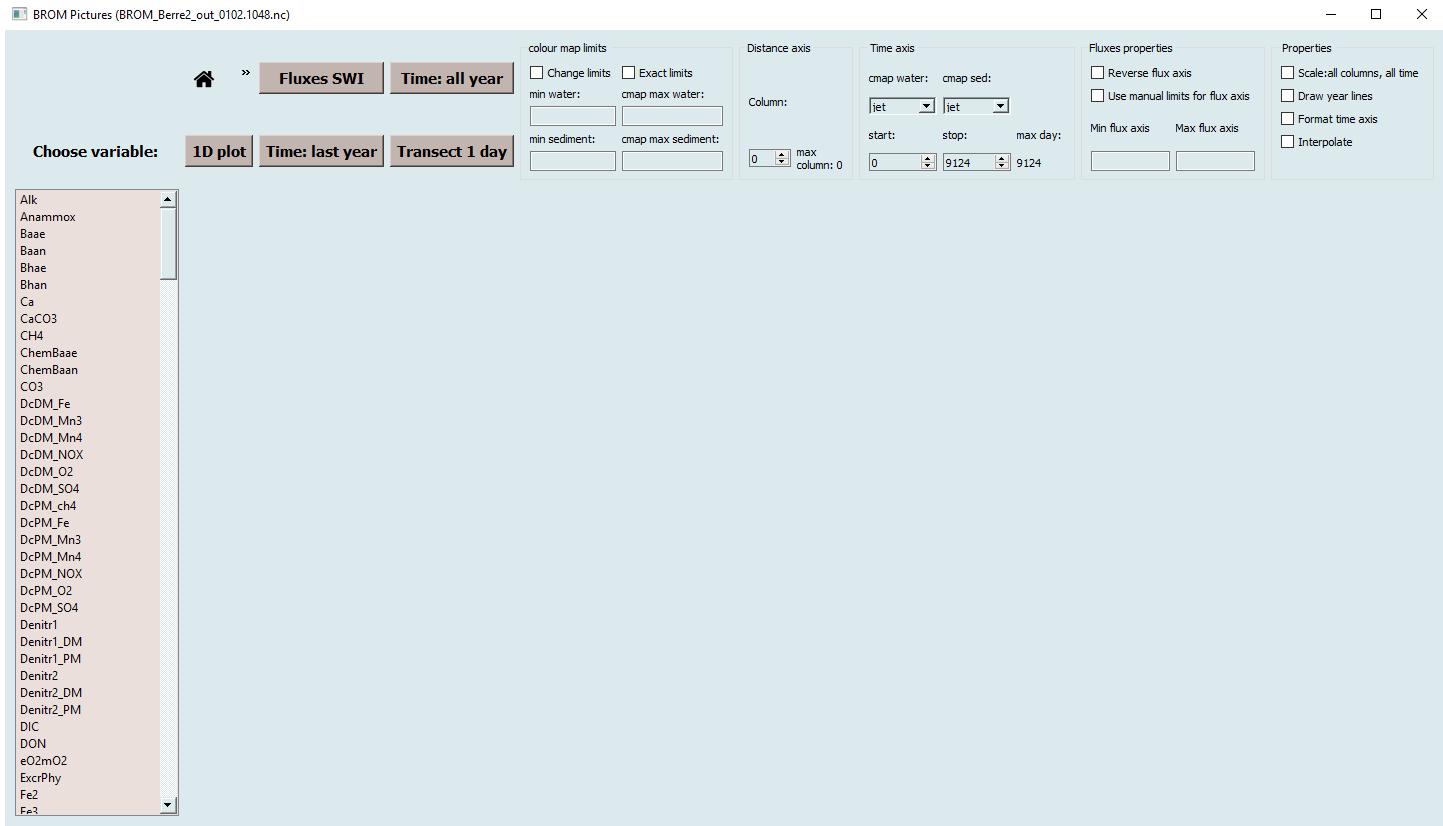 BROM Pictures (BROM_Berre2_out_0102.1048.nc)
»
Fluxes SWI
Time: all year
Choose variable:
1D plot
Time: last year
Transect 1 day
colour map limits
Change limits
Exact limits
min water:
cmap max water:
min sediment:
cmap max sediment:
Distance axis
Column:
0
max
column: 0
Time axis
cmap water:
cmap sed:
jet
jet
start:
stop:
max day:
0
9124
9124
Fluxes properties
Reverse flux axis
Use manual limits for flux axis
Min flux axis
Max flux axis
Properties
Scale:all columns, all time
Draw year lines
Format time axis
Interpolate
Alk
Anammox
Baae
Baan
Bhae
Bhan
Ca
CaCO3
CH4
ChemBaae
ChemBaan
CO3
DcDM_Fe
DcDM_Mn3
DcDM_Mn4
DcDM_NOX
DcDM_O2
DcDM_SO4
DcPM_ch4
DcPM_Fe
DcPM_Mn3
DcPM_Mn4
DcPM_NOX
DcPM_O2
DcPM_SO4
Denitr1
Denitr1_DM
Denitr1_PM
Denitr2
Denitr2_DM
Denitr2_PM
DIC
DON
eO2mO2
ExcrPhy
Fe2
Fe3